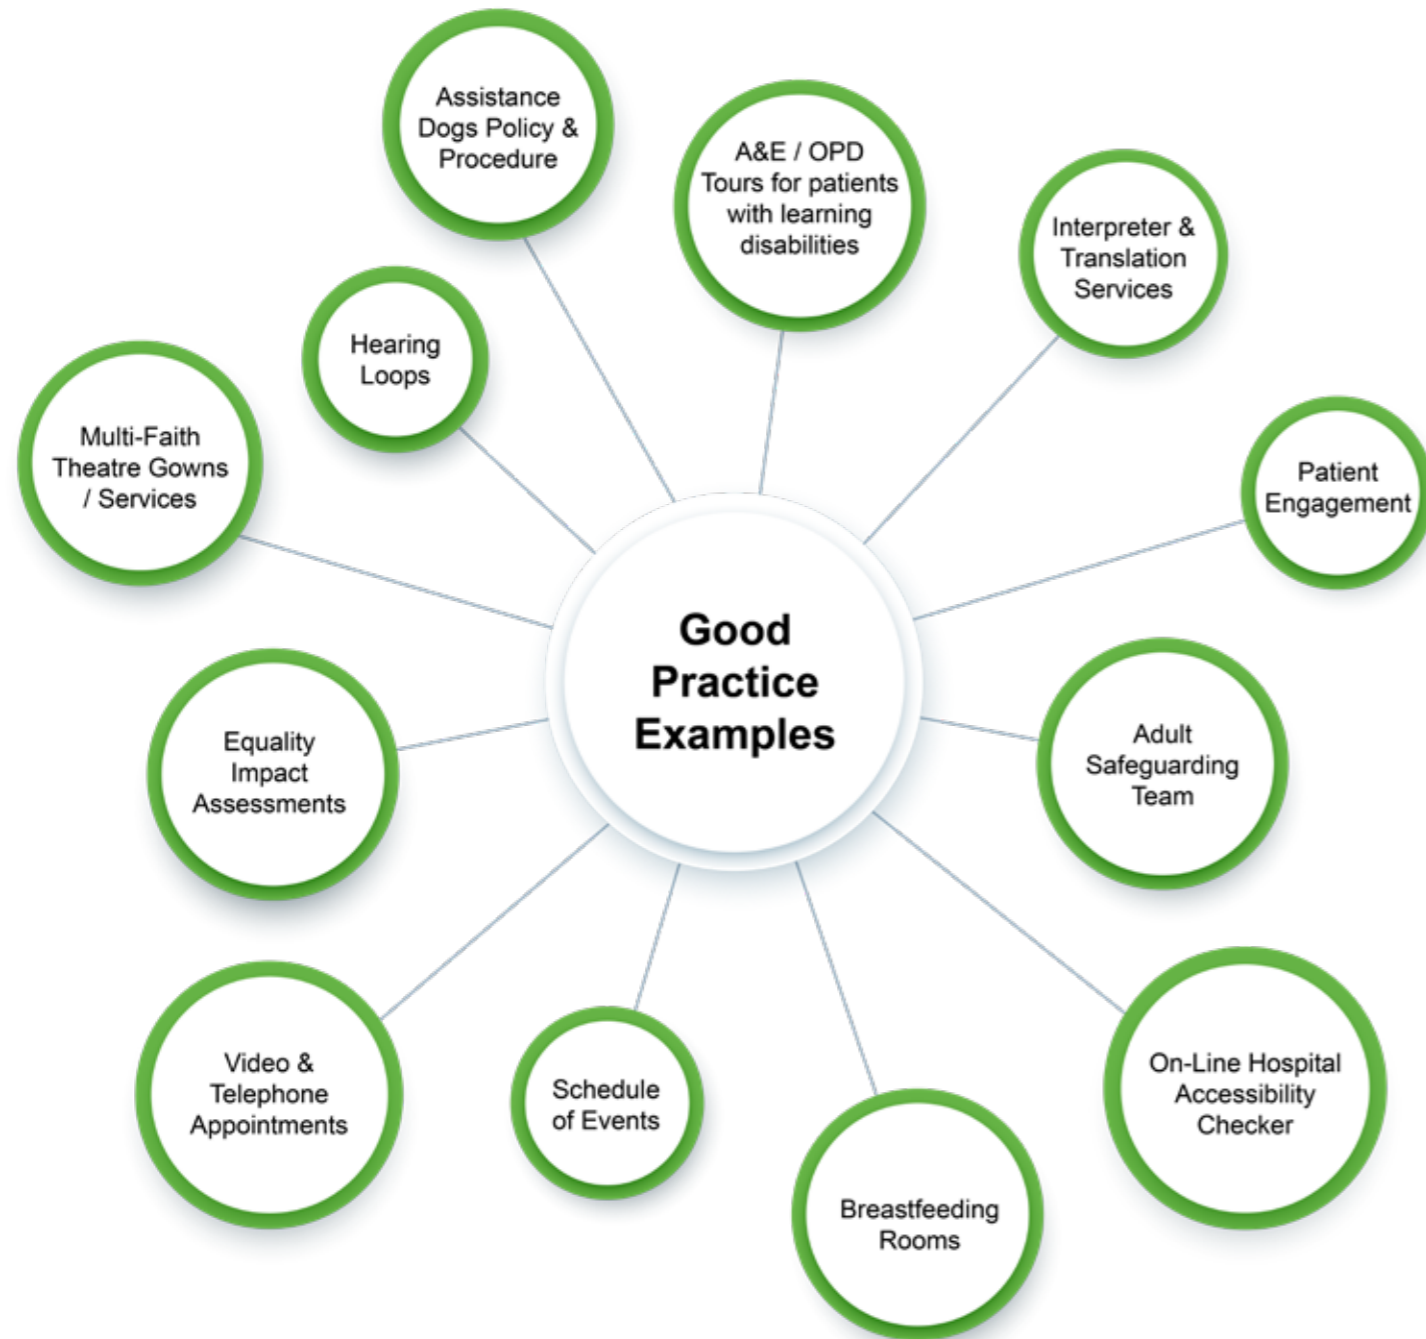 Assistance
Dogs Policy &
Procedure
A&E / OPD
Tours for patients
with learning
disabilities
Interpreter &
Translation
Services
Hearing
Loops
Multi-Faith
Theatre Gowns
/ Services
Patient
Engagement
Good
Practice
Examples
Equality
Impact
Assessments
Adult
Safeguarding
Team
Video &
Telephone
Appointments
Schedule
of Events
On-Line Hospital
Accessibility
Checker
Breastfeeding
Rooms